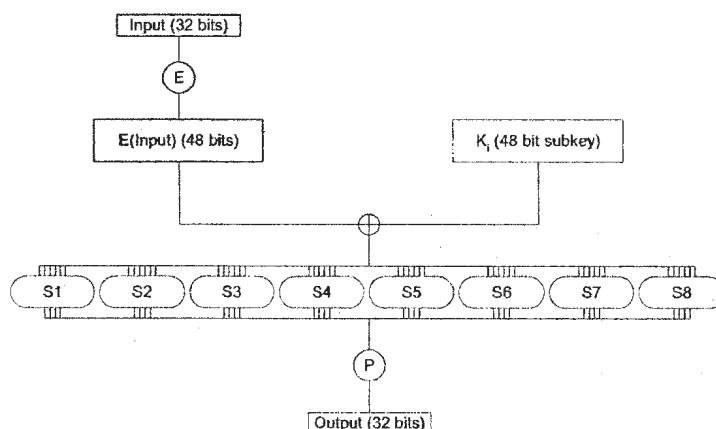 Input (32 bits)
E
E(Input) (48 bits)
K_i (48 bit subkey)
S1 S2 S3 S4 S5 S6 S7 S8
P
Output (32 bits)